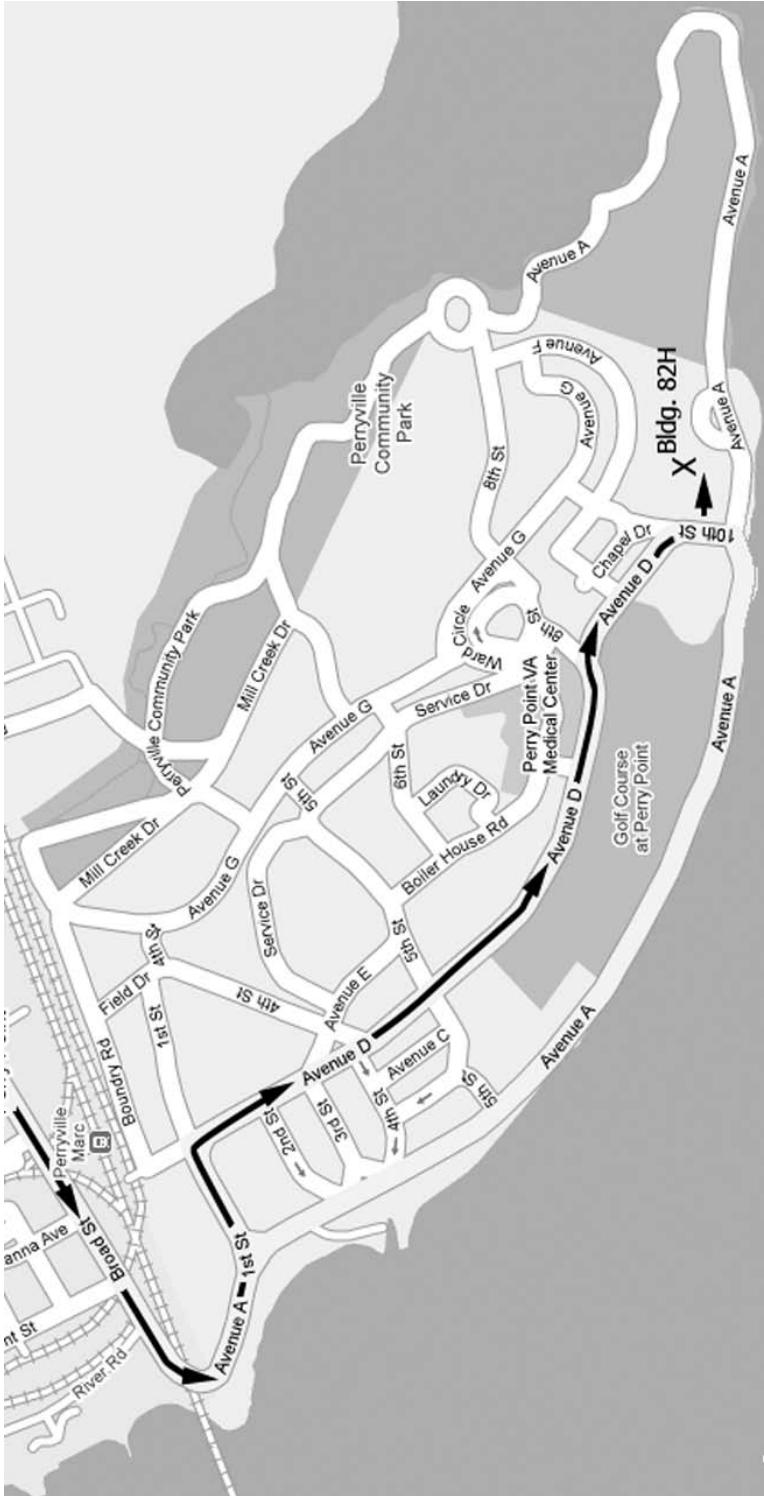 anna Ave
nt St
River Rd
Broad St
Perryville
Marc
Boundry Rd
Field Dr
Mill Creek Dr
Mill Creek Dr
Perryville Community Park
Perryville
Community
Park
Avenue A
1st St
1st St
4th St
4th St
4th St
2nd St
3rd St
Avenue C
5th St
5th St
5th St
Avenue D
Avenue E
Service Dr
Service Dr
Avenue G
Avenue G
Avenue G
Avenue G
6th St
Laundry Dr
Boiler House Rd
Ward Circle
8th St
8th St
Perry Point VA
Medical Center
Avenue D
Avenue D
Golf Course
at Perry Point
Chapel Dr
10th St
Avenue F
Avenue A
Avenue A
Avenue A
Avenue A
Avenue A
X Bldg. 82H